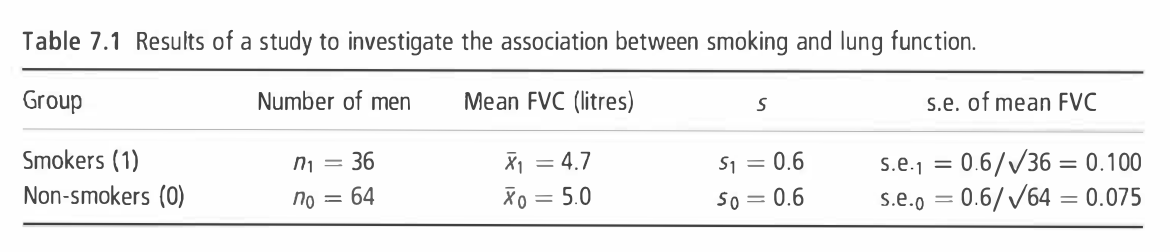 Table 7.1 Results of a study to investigate the association between smoking and lung function.
Group Number of men Mean FVC (litres) s s.e. of mean FVC
Smokers (1) n₁ = 36 x̄₁ = 4.7 s₁ = 0.6 s.e.₁ = 0.6/√36 = 0.100
Non-smokers (0) n₀ = 64 x̄₀ = 5.0 s₀ = 0.6 s.e.₀ = 0.6/√64 = 0.075